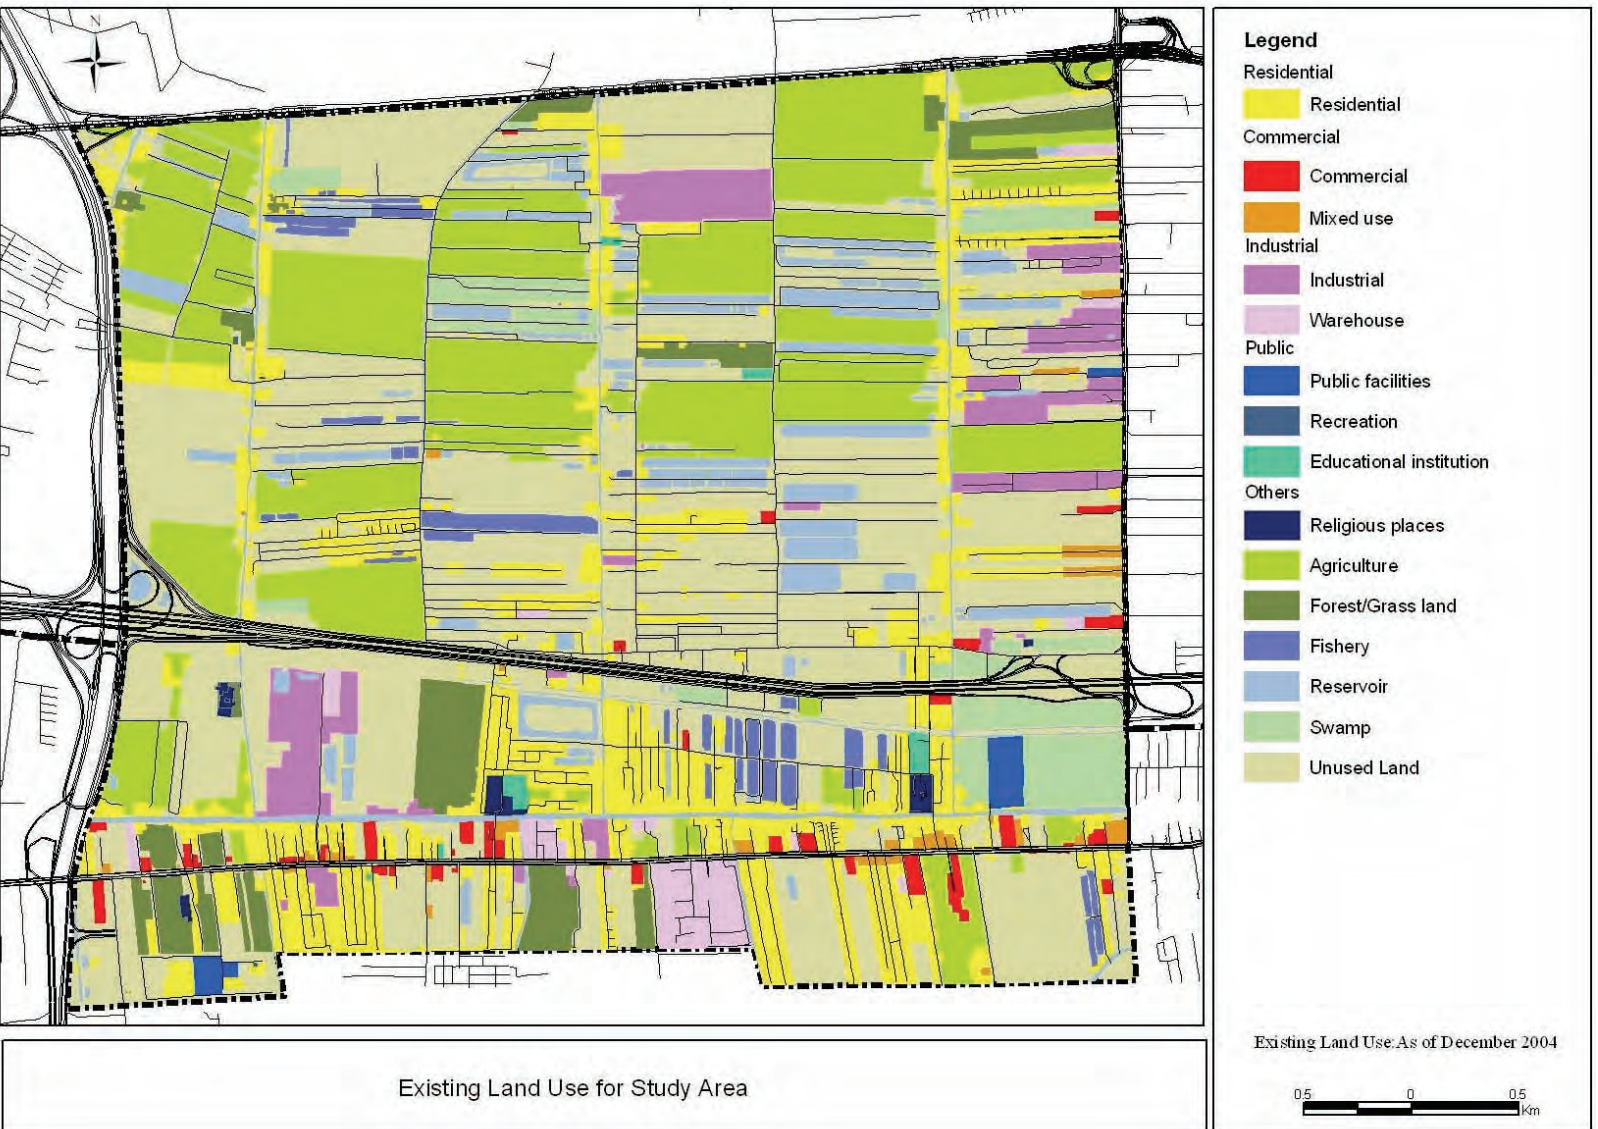 N
Legend
Residential
Residential
Commercial
Commercial
Mixed use
Industrial
Industrial
Warehouse
Public
Public facilities
Recreation
Educational institution
Others
Religious places
Agriculture
Forest/Grass land
Fishery
Reservoir
Swamp
Unused Land
Existing Land Use:As of December 2004
0.5 0 0.5
Km
Existing Land Use for Study Area